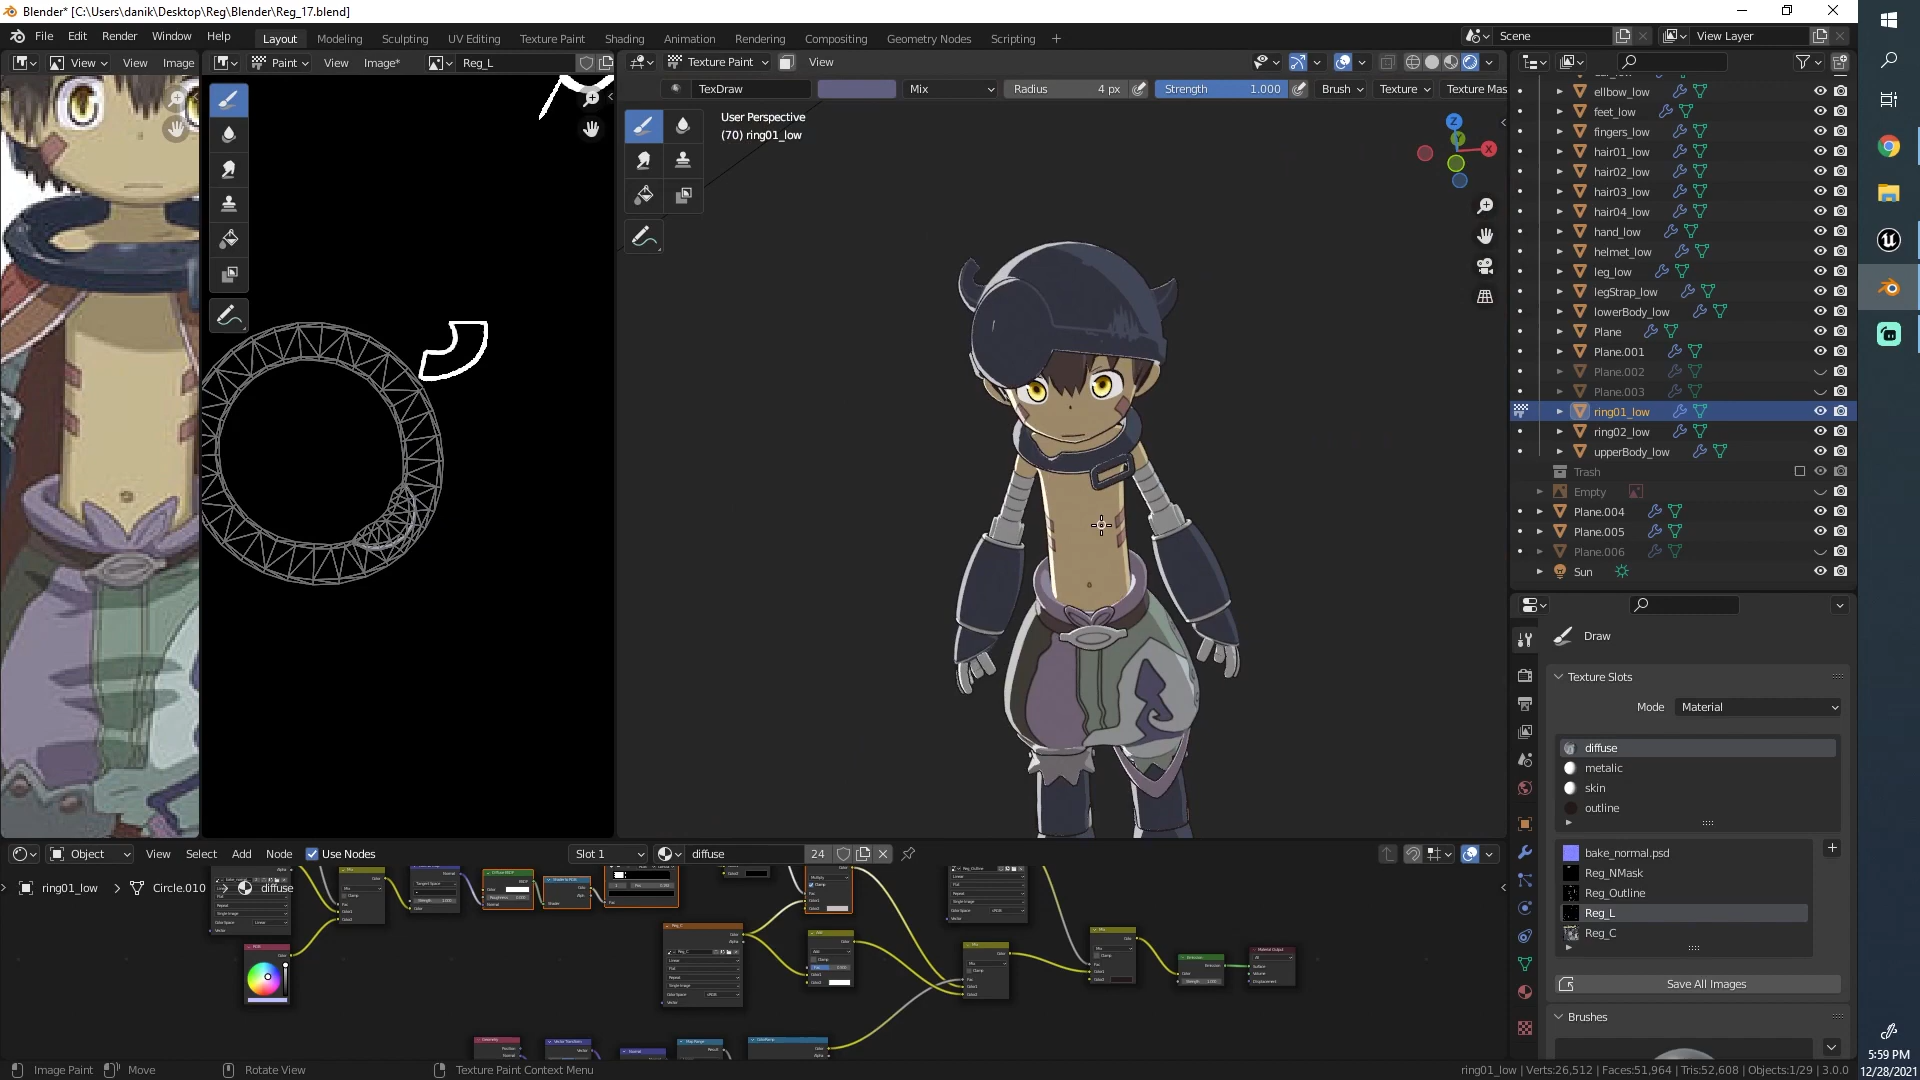 Blender* [C:\Users\danik\Desktop\Reg\Blender\Reg_17.blend]
File Edit Render Window Help
Layout Modeling Sculpting UV Editing Texture Paint Shading Animation Rendering Compositing Geometry Nodes Scripting +
Scene
View Layer
View View Image
Paint View Image* Reg_L
Texture Paint View
TexDraw Mix Radius 4 px Strength 1.000 Brush Texture Texture Mas
User Perspective
(70) ring01_low
Z
Y
X
ellbow_low
feet_low
fingers_low
hair01_low
hair02_low
hair03_low
hair04_low
hand_low
helmet_low
leg_low
legStrap_low
lowerBody_low
Plane
Plane.001
Plane.002
Plane.003
ring01_low
ring02_low
upperBody_low
Trash
Empty
Plane.004
Plane.005
Plane.006
Sun
Draw
Texture Slots
Mode Material
diffuse
metalic
skin
outline
bake_normal.psd
Reg_NMask
Reg_Outline
Reg_L
Reg_C
Save All Images
Brushes
Object View Select Add Node Use Nodes Slot 1 diffuse 24
ring01_low Circle.010 diffuse
Image Paint Move Rotate View Texture Paint Context Menu
ring01_low | Verts:26,512 | Faces:51,964 | Tris:52,608 | Objects:1/29 | 3.0.0
5:59 PM
12/28/2021